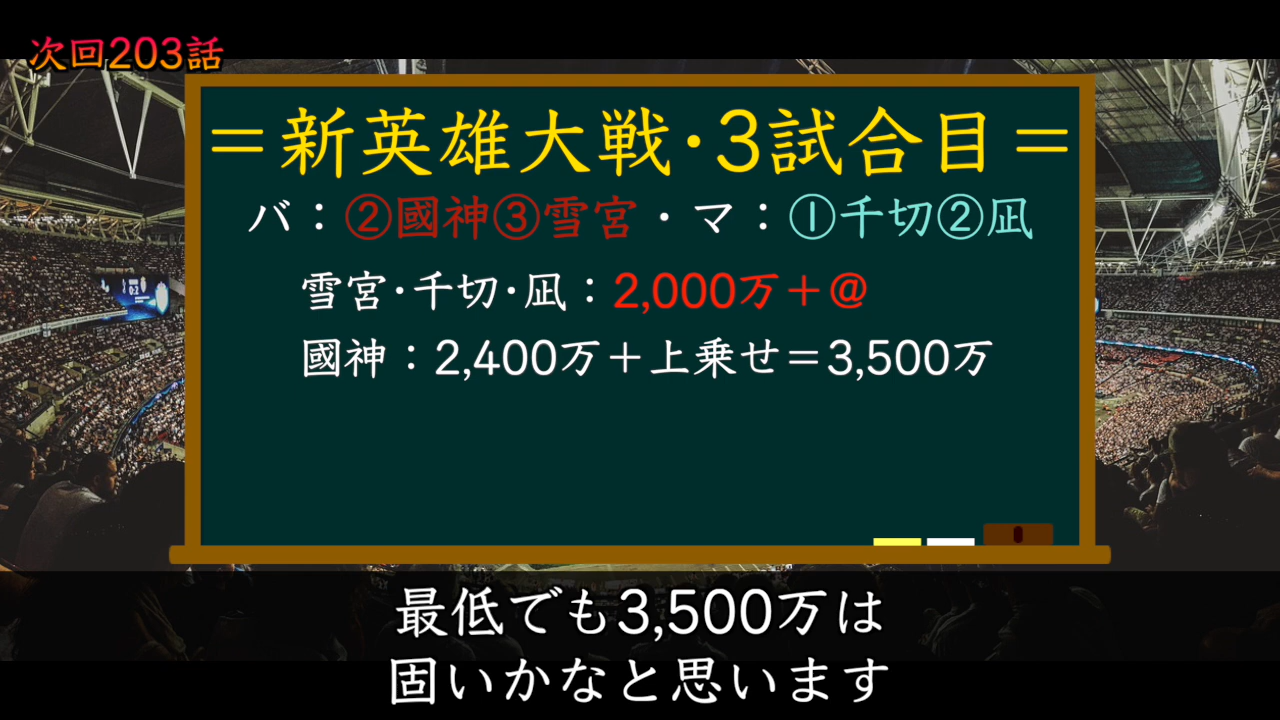 次回203話
＝新英雄大戦・3試合目＝
バ：②國神③雪宮・マ：①千切②凪
雪宮・千切・凪：2,000万＋@
國神：2,400万＋上乗せ＝3,500万
最低でも3,500万は
固いかなと思います